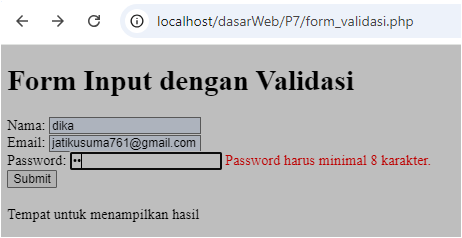 localhost/dasarWeb/P7/form_validasi.php
Form Input dengan Validasi
Nama: dika
Email: jatikusuma761@gmail.com
Password: •• Password harus minimal 8 karakter.
Submit
Tempat untuk menampilkan hasil